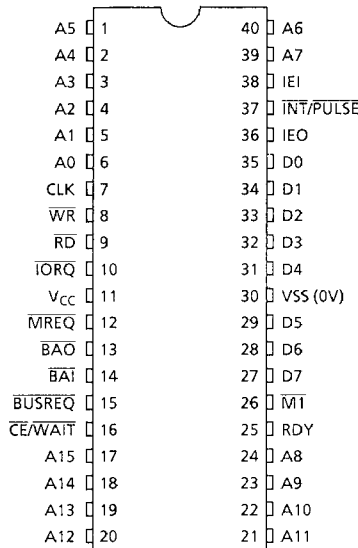 A5 1 40 A6
A4 2 39 A7
A3 3 38 IEI
A2 4 37 INT/PULSE
A1 5 36 IEO
A0 6 35 D0
CLK 7 34 D1
WR 8 33 D2
RD 9 32 D3
IORQ 10 31 D4
VCC 11 30 VSS (0V)
MREQ 12 29 D5
BAO 13 28 D6
BAI 14 27 D7
BUSREQ 15 26 M1
CE/WAIT 16 25 RDY
A15 17 24 A8
A14 18 23 A9
A13 19 22 A10
A12 20 21 A11